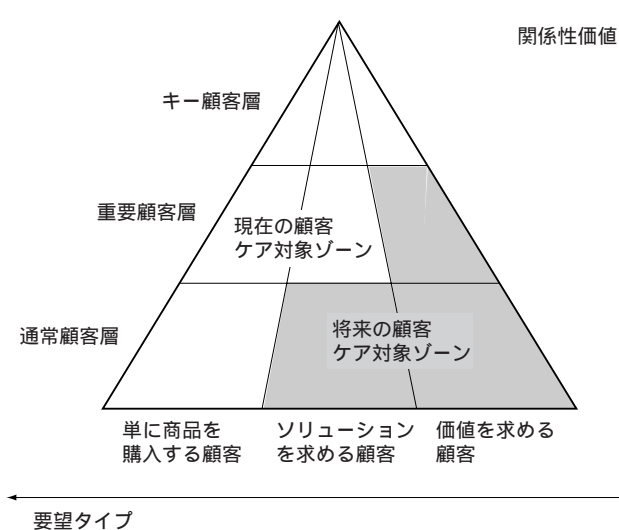 関係性価値
キー顧客層
重要顧客層
現在の顧客
ケア対象ゾーン
通常顧客層
将来の顧客
ケア対象ゾーン
単に商品を
購入する顧客
ソリューション
を求める顧客
価値を求める
顧客
要望タイプ